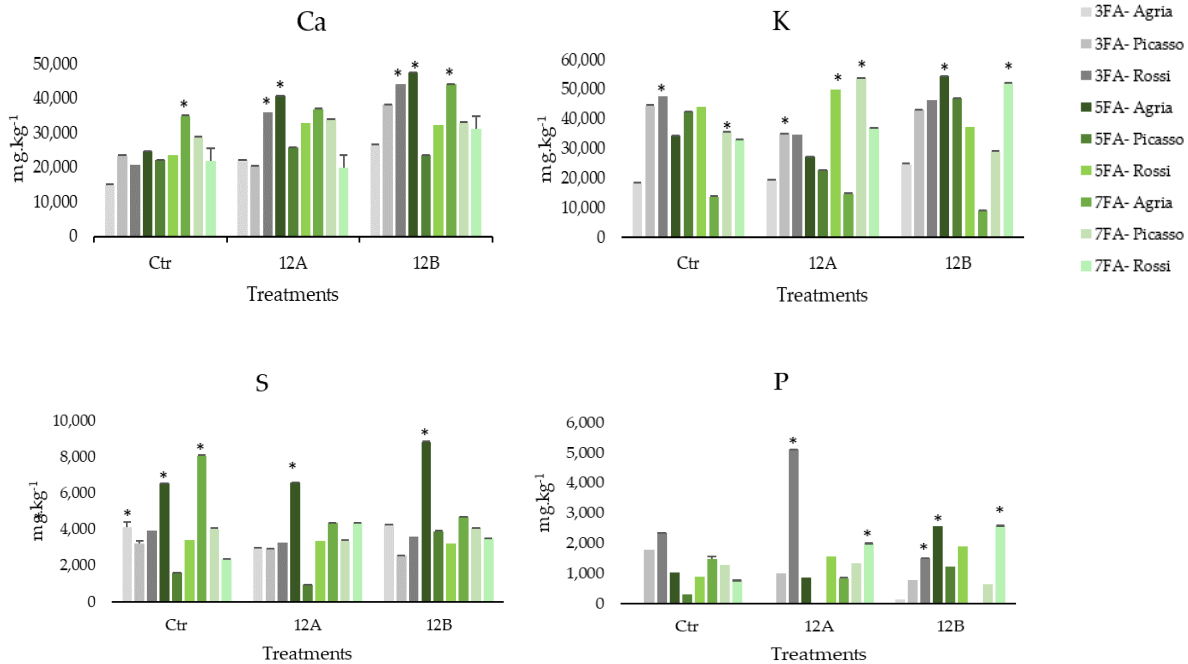 Ca
mg.kg-1
50,000
40,000
30,000
20,000
10,000
0
*
* *
* * *
Ctr 12A 12B
Treatments
K
mg.kg-1
60,000
50,000
40,000
30,000
20,000
10,000
0
* *
* * *
* *
Ctr 12A 12B
Treatments
3FA- Agria
3FA- Picasso
3FA- Rossi
5FA- Agria
5FA- Picasso
5FA- Rossi
7FA- Agria
7FA- Picasso
7FA- Rossi
S
mg.kg-1
10,000
8,000
6,000
4,000
2,000
0
* * *
*
*
Ctr 12A 12B
Treatments
P
mg.kg-1
6,000
5,000
4,000
3,000
2,000
1,000
0
* *
* * *
Ctr 12A 12B
Treatments